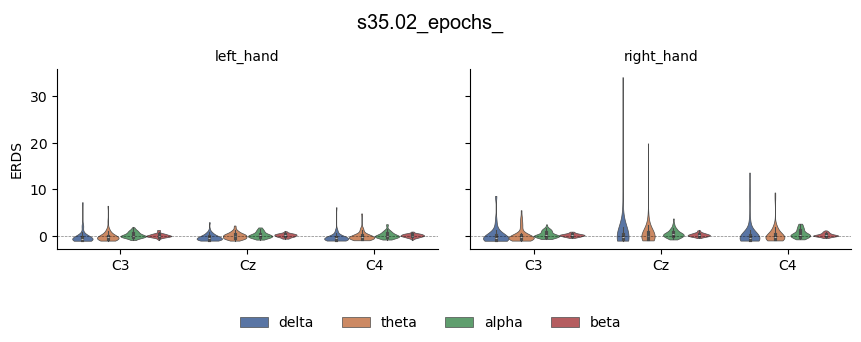 s35.02_epochs_
left_hand
right_hand
ERDS
30
20
10
0
C3
Cz
C4
C3
Cz
C4
delta
theta
alpha
beta